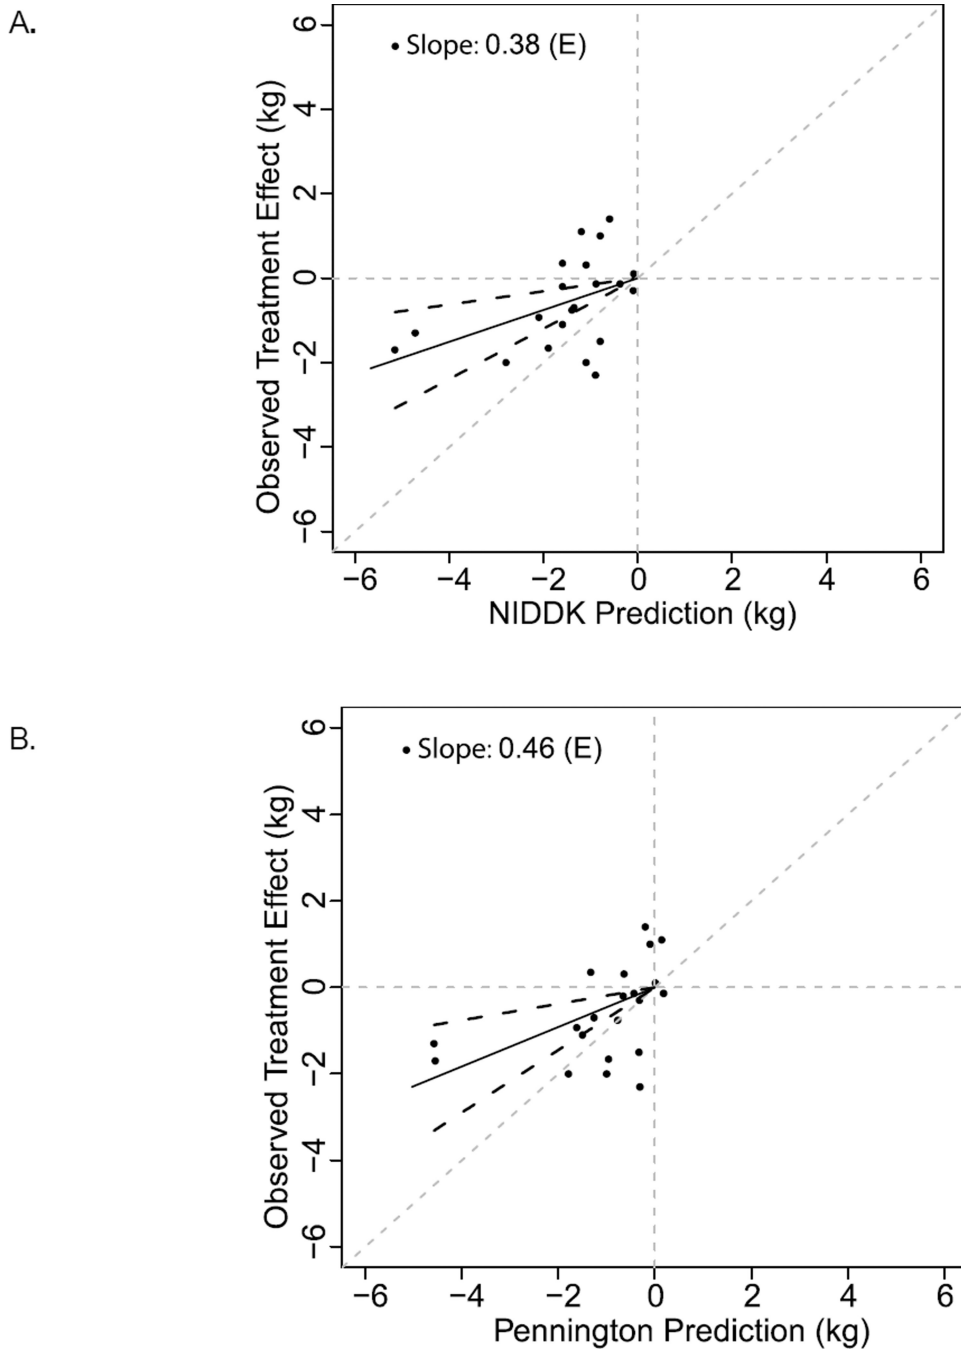 A.
• Slope: 0.38 (E)
Observed Treatment Effect (kg)
6
4
2
0
−2
−4
−6
−6 −4 −2 0 2 4 6
NIDDK Prediction (kg)
B.
• Slope: 0.46 (E)
Observed Treatment Effect (kg)
6
4
2
0
−2
−4
−6
−6 −4 −2 0 2 4 6
Pennington Prediction (kg)